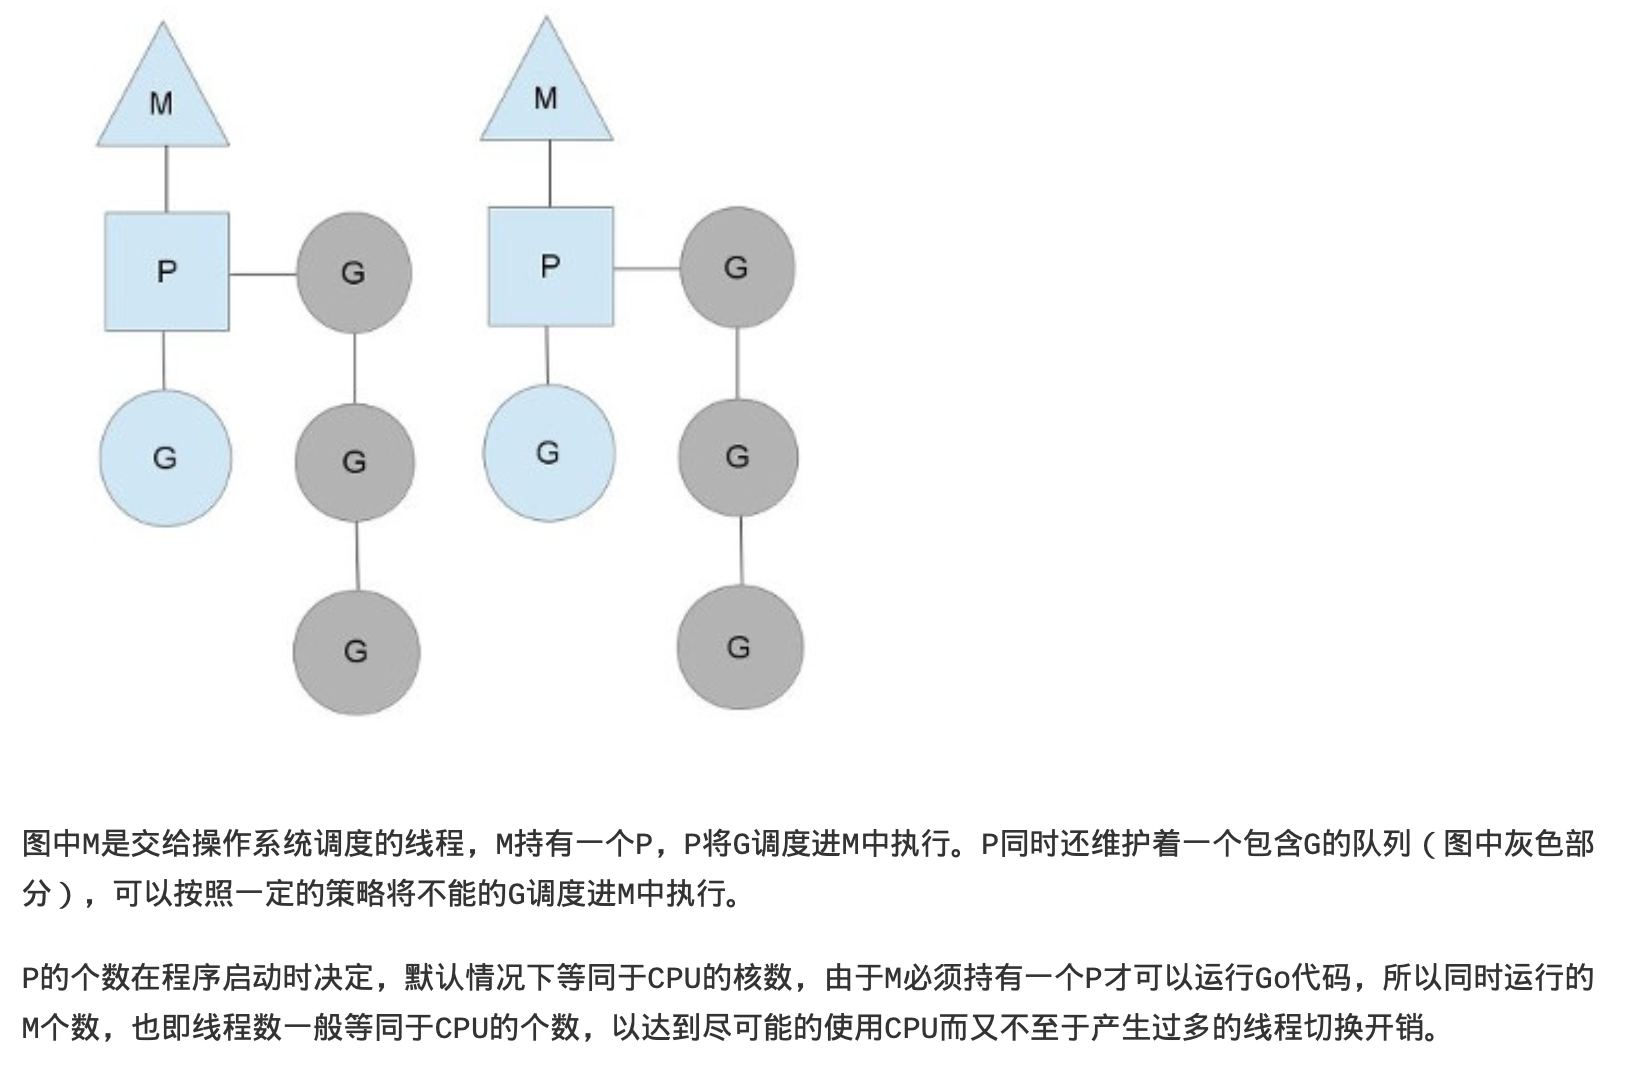 M M
P G P G
G G G G
G G
图中M是交给操作系统调度的线程，M持有一个P，P将G调度进M中执行。P同时还维护着一个包含G的队列（图中灰色部
分），可以按照一定的策略将不能的G调度进M中执行。
P的个数在程序启动时决定，默认情况下等同于CPU的核数，由于M必须持有一个P才可以运行Go代码，所以同时运行的
M个数，也即线程数一般等同于CPU的个数，以达到尽可能的使用CPU而又不至于产生过多的线程切换开销。